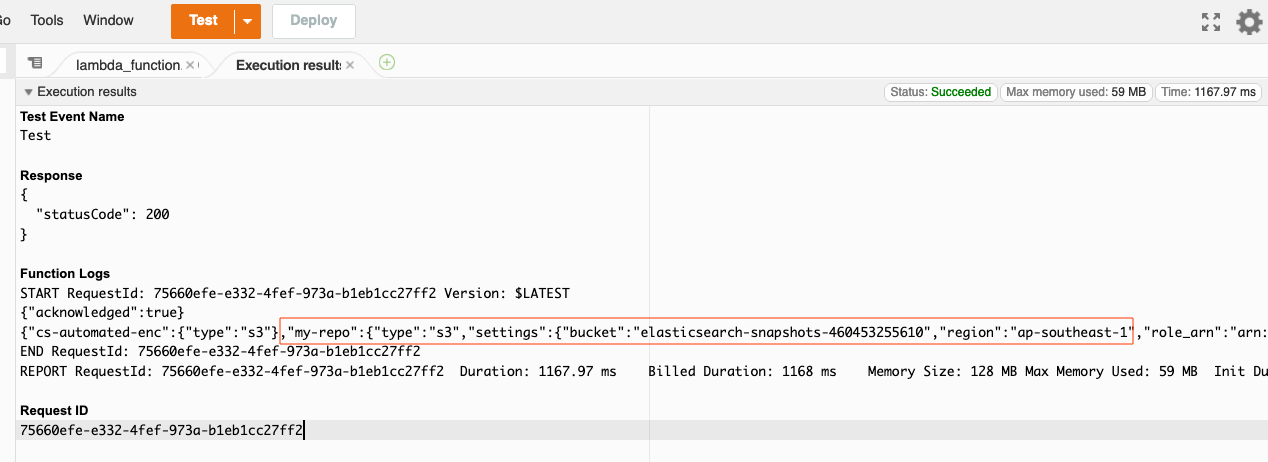 Go Tools Window Test Deploy
lambda_function. Execution results
Execution results Status: Succeeded Max memory used: 59 MB Time: 1167.97 ms
Test Event Name
Test
Response
{
"statusCode": 200
}
Function Logs
START RequestId: 75660efe-e332-4fef-973a-b1eb1cc27ff2 Version: $LATEST
{"acknowledged":true}
{"cs-automated-enc":{"type":"s3"},"my-repo":{"type":"s3","settings":{"bucket":"elasticsearch-snapshots-460453255610","region":"ap-southeast-1","role_arn":"arn:
END RequestId: 75660efe-e332-4fef-973a-b1eb1cc27ff2
REPORT RequestId: 75660efe-e332-4fef-973a-b1eb1cc27ff2 Duration: 1167.97 ms Billed Duration: 1168 ms Memory Size: 128 MB Max Memory Used: 59 MB Init Du
Request ID
75660efe-e332-4fef-973a-b1eb1cc27ff2